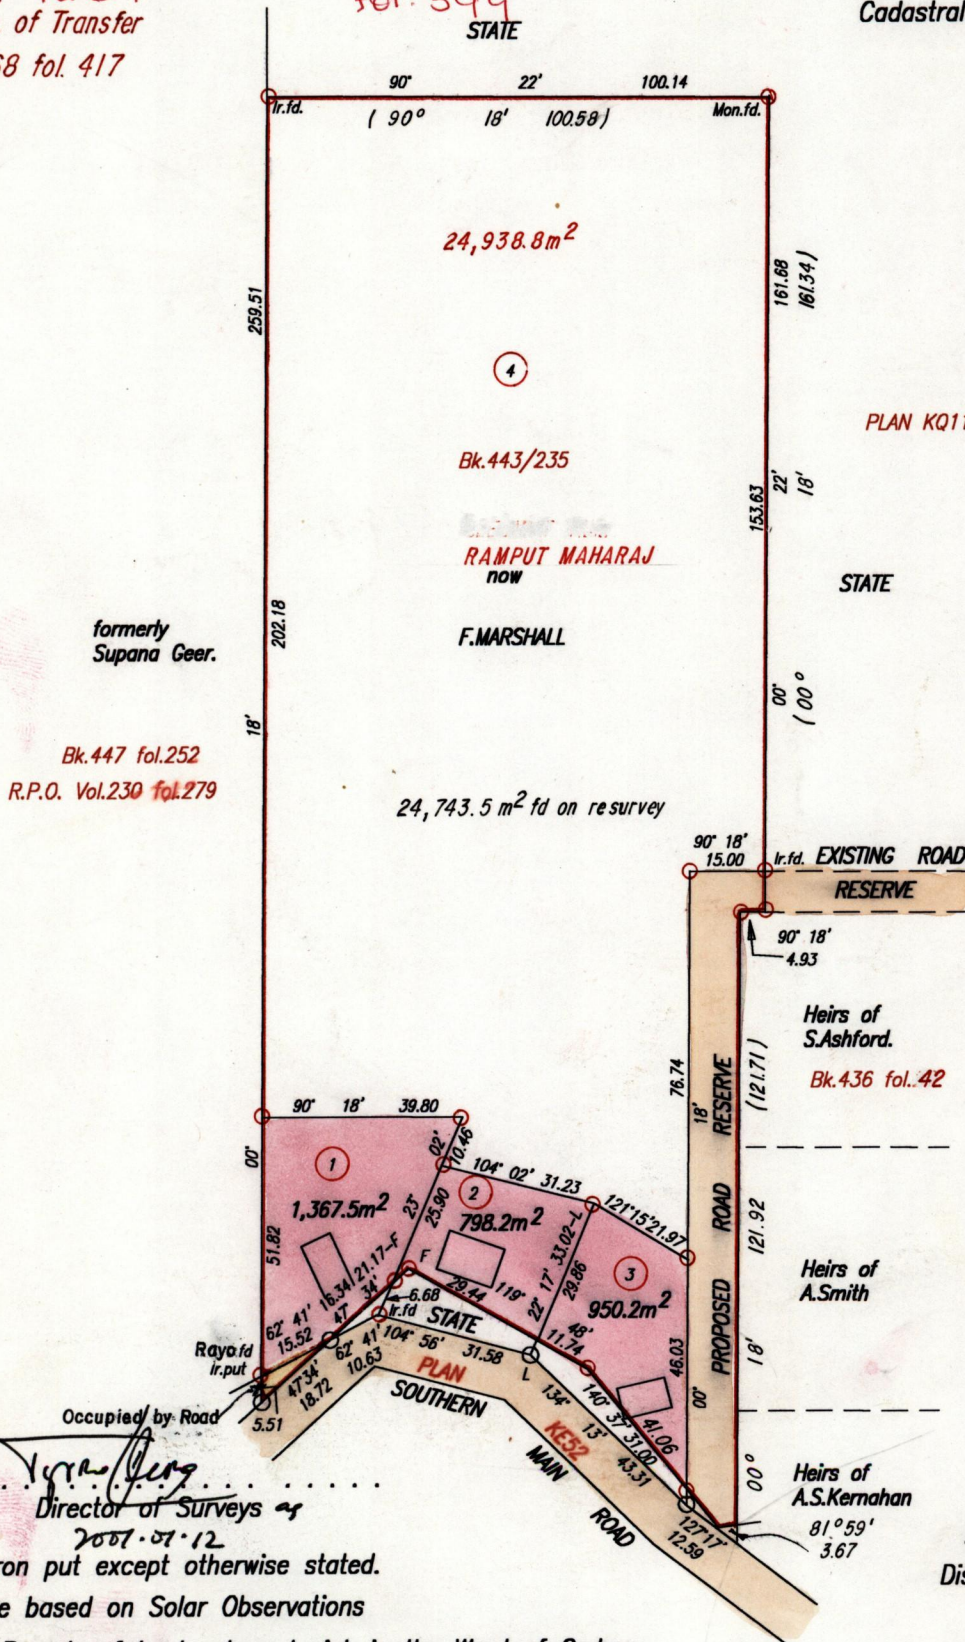 of Transfer
fol. 417
STATE
Cadastral
90° 22' 100.14
Ir.fd. (90° 18' 100.58) Mon.fd.
24,938.8m²
259.51
161.68
161.34)
4
PLAN KQ11
Bk.443/235
153.63
22'
18'
RAMPUT MAHARAJ
now
STATE
F.MARSHALL
formerly
Supana Geer.
202.18
18'
00°
(00°
Bk.447 fol.252
R.P.O. Vol.230 fol.279
24,743.5 m² fd on resurvey
90° 18'
15.00
Ir.fd. EXISTING ROAD
RESERVE
90° 18'
4.93
Heirs of
S.Ashford.
Bk.436 fol.42
76.74
18'
(121.71)
PROPOSED ROAD RESERVE
90° 18' 39.80
00°
02'
10.46
1
1,367.5m²
23°
25.90
104° 02' 31.23
2
798.2m²
121°15'21.97
51.82
33.02-L
22° 17'
29.86
3
950.2m²
121.92
18'
00°
Heirs of
A.Smith
21.17-F
16.34
47° 34'
F
29.44
119° 48'
11.74
6.68
Ir.fd
STATE
62° 41'
15.52
62° 41'
10.63
104° 56' 31.58
L
46.03
00°
Rayo.fd
ir.put
47°34'
18.72
PLAN
KE52
SOUTHERN MAIN ROAD
140° 37' 31.00
41.06
134° 13'
43.31
Occupied by Road
5.51
Heirs of
A.S.Kernahan
81°59'
3.67
127°17'
12.59
Director of Surveys ag
2001.01.12
ron put except otherwise stated.
Dis
e based on Solar Observations